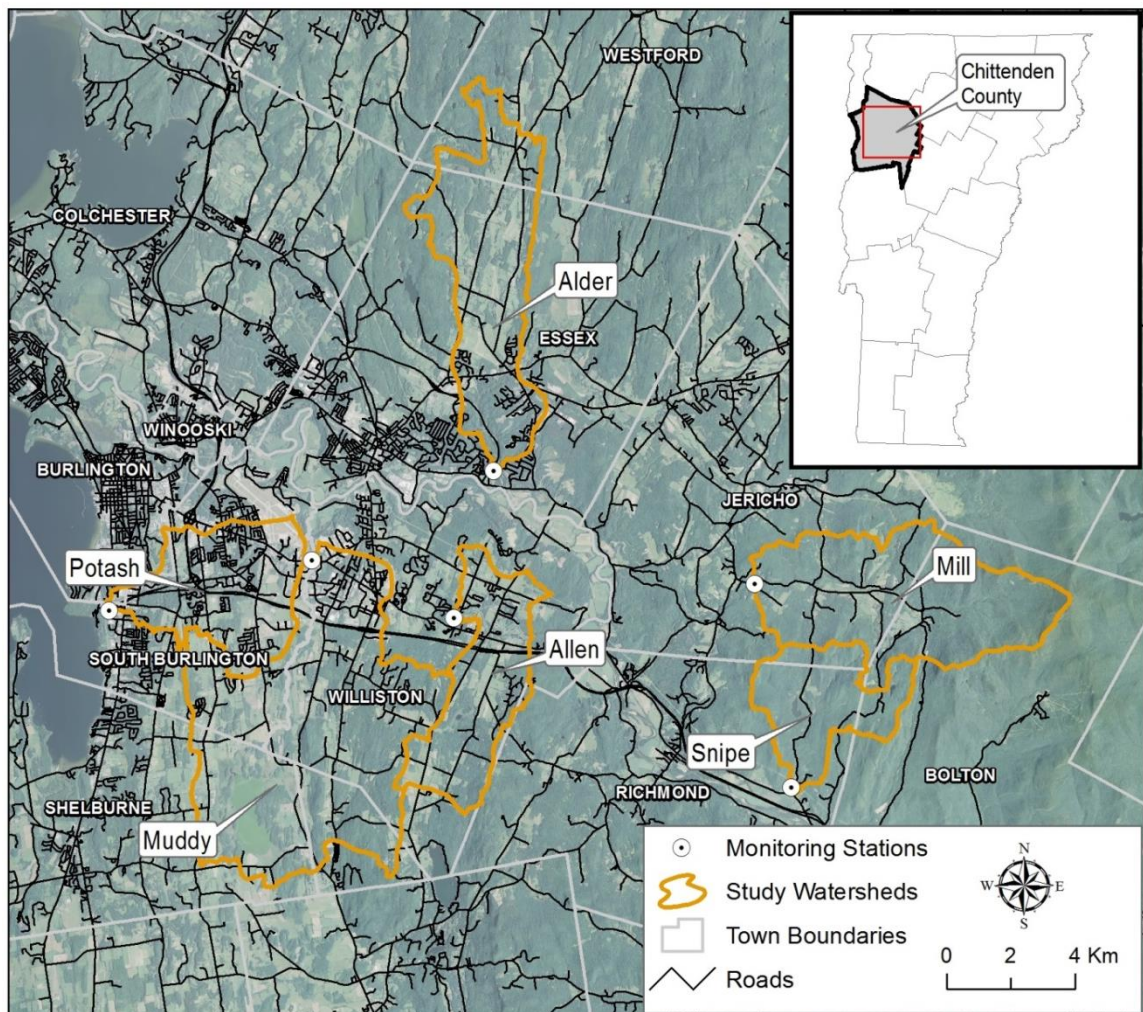 WESTFORD
Chittenden
County
COLCHESTER
Alder
ESSEX
WINOOSKI
BURLINGTON
JERICHO
Potash
Mill
SOUTH BURLINGTON
Allen
WILLISTON
Snipe
BOLTON
RICHMOND
SHELBURNE
Muddy
Monitoring Stations
Study Watersheds
Town Boundaries
Roads
N
W
E
S
0 2 4 Km